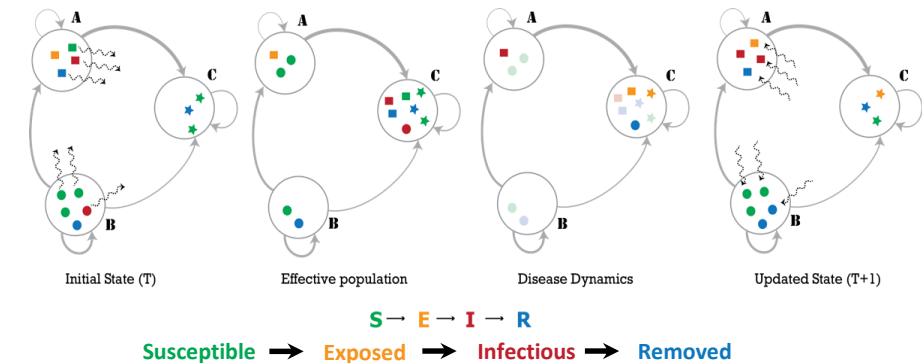 A
C
B
Initial State (T)
A
C
B
Effective population
A
C
B
Disease Dynamics
A
C
B
Updated State (T+1)
S → E → I → R
Susceptible → Exposed → Infectious → Removed